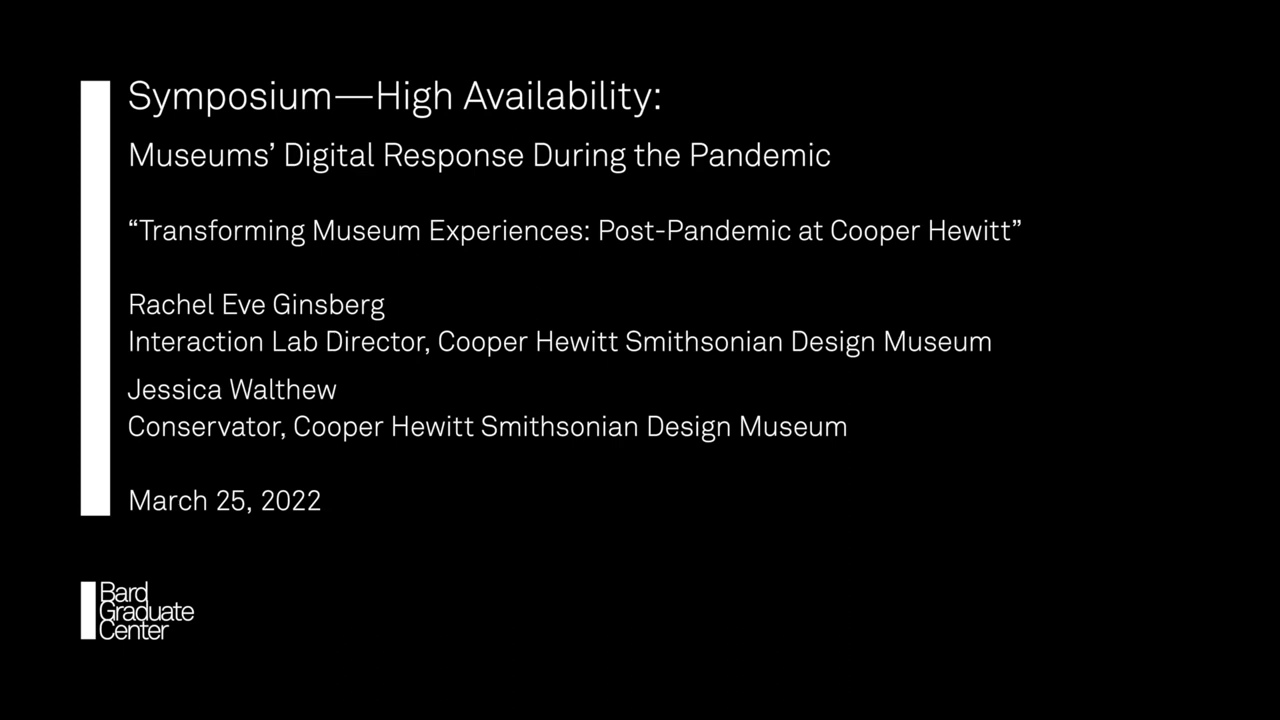 Symposium—High Availability:
Museums’ Digital Response During the Pandemic
“Transforming Museum Experiences: Post-Pandemic at Cooper Hewitt”
Rachel Eve Ginsberg
Interaction Lab Director, Cooper Hewitt Smithsonian Design Museum
Jessica Walthew
Conservator, Cooper Hewitt Smithsonian Design Museum
March 25, 2022
Bard
Graduate
Center